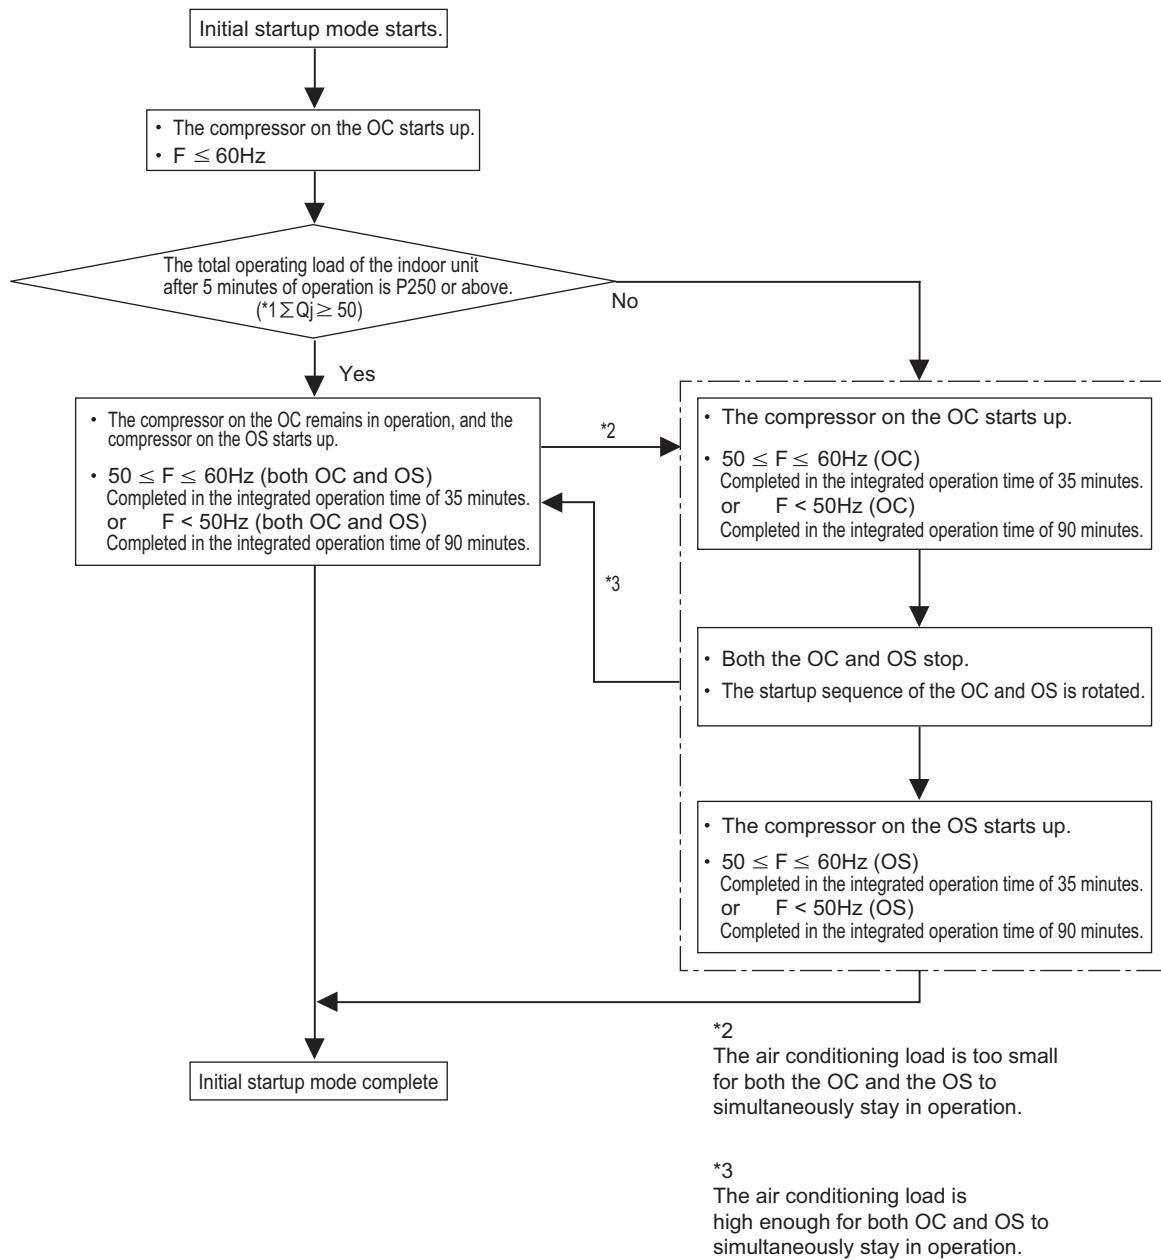 Initial startup mode starts.
・ The compressor on the OC starts up.
・ F ≦ 60Hz
The total operating load of the indoor unit
after 5 minutes of operation is P250 or above.
(*1∑Qj≧ 50)
No
Yes
・ The compressor on the OC remains in operation, and the
compressor on the OS starts up.
・ 50 ≦ F ≦ 60Hz (both OC and OS)
Completed in the integrated operation time of 35 minutes.
or F < 50Hz (both OC and OS)
Completed in the integrated operation time of 90 minutes.
*2
*3
・ The compressor on the OC starts up.
・ 50 ≦ F ≦ 60Hz (OC)
Completed in the integrated operation time of 35 minutes.
or F < 50Hz (OC)
Completed in the integrated operation time of 90 minutes.
・ Both the OC and OS stop.
・ The startup sequence of the OC and OS is rotated.
・ The compressor on the OS starts up.
・ 50 ≦ F ≦ 60Hz (OS)
Completed in the integrated operation time of 35 minutes.
or F < 50Hz (OS)
Completed in the integrated operation time of 90 minutes.
Initial startup mode complete
*2
The air conditioning load is too small
for both the OC and the OS to
simultaneously stay in operation.
*3
The air conditioning load is
high enough for both OC and OS to
simultaneously stay in operation.